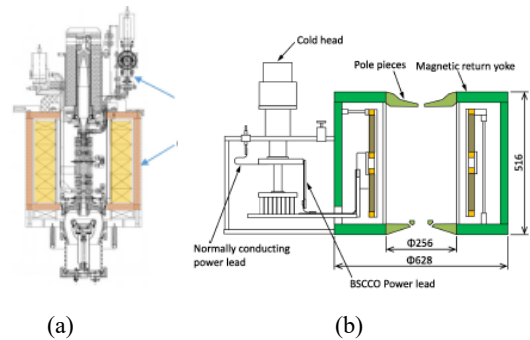 Cold head
Pole pieces
Magnetic return yoke
516
Normally conducting
power lead
Φ256
Φ628
BSCCO Power lead
(a)
(b)